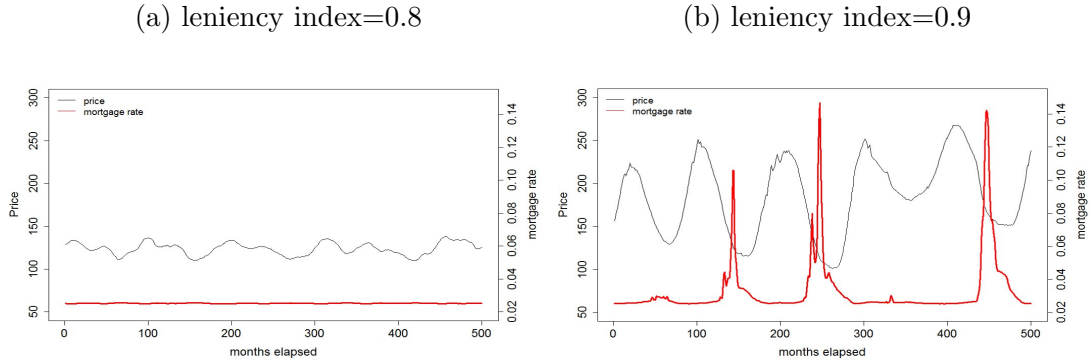 (a) leniency index=0.8
price
mortgage rate
300
250
200
150
100
50
Price
0.14
0.12
0.10
0.08
0.06
0.04
0.02
mortgage rate
0 100 200 300 400 500
months elapsed
(b) leniency index=0.9
price
mortgage rate
300
250
200
150
100
50
Price
0.14
0.12
0.10
0.08
0.06
0.04
0.02
mortgage rate
0 100 200 300 400 500
months elapsed